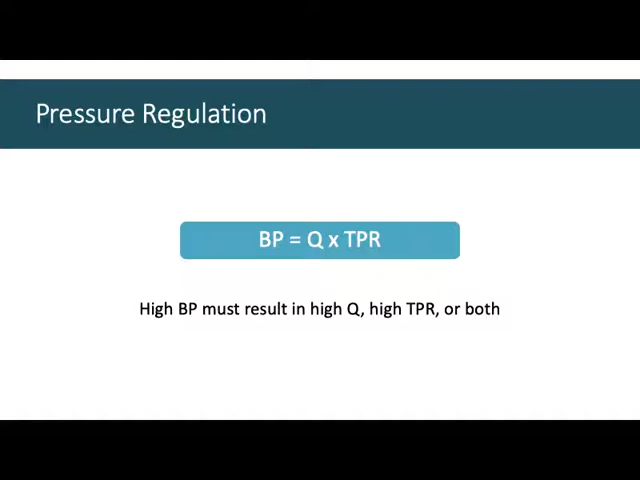 Pressure Regulation
BP = Q x TPR
High BP must result in high Q, high TPR, or both